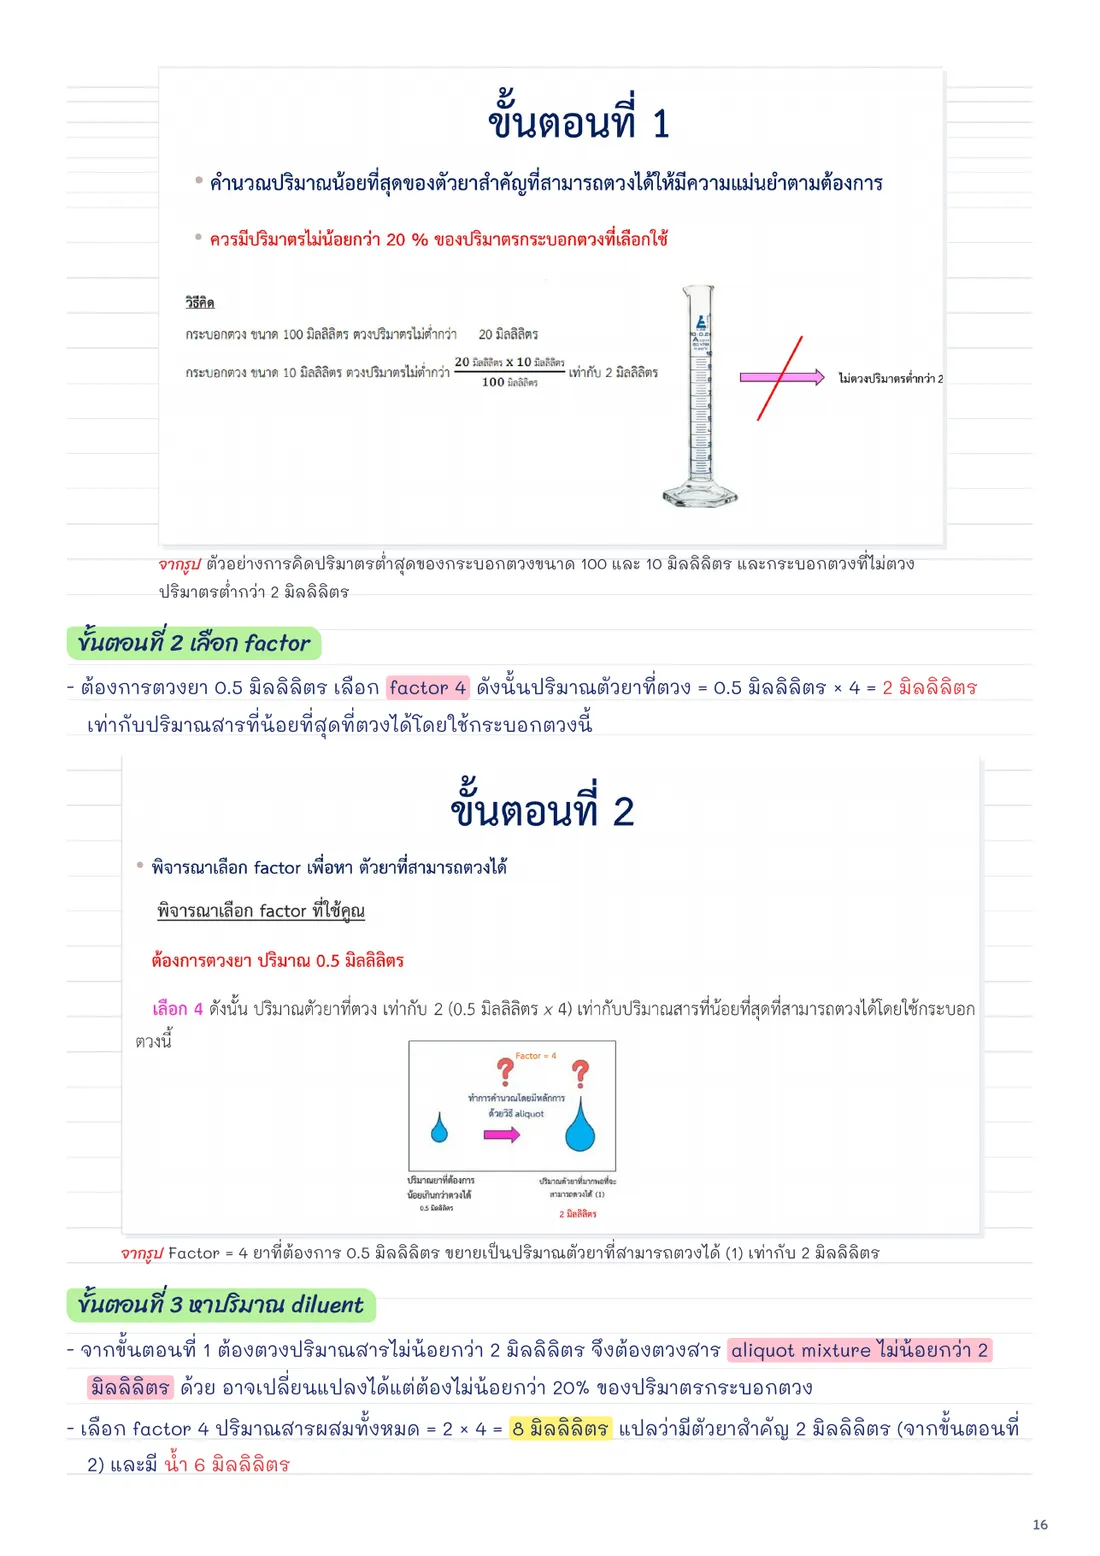 ขั้นตอนที่ 1
• คำนวณปริมาณน้อยที่สุดของตัวยาสำคัญที่สามารถตวงได้ให้มีความแม่นยำตามต้องการ
• ควรมีปริมาตรไม่น้อยกว่า 20 % ของปริมาตรกระบอกตวงที่เลือกใช้
วิธีคิด
กระบอกตวง ขนาด 100 มิลลิลิตร ตวงปริมาตรไม่ต่ำกว่า 20 มิลลิลิตร
กระบอกตวง ขนาด 10 มิลลิลิตร ตวงปริมาตรไม่ต่ำกว่า 20 มิลลิลิตร x 10 มิลลิลิตร / 100 มิลลิลิตร เท่ากับ 2 มิลลิลิตร
ไม่ตวงปริมาตรต่ำกว่า 2
จากรูป ตัวอย่างการคิดปริมาตรต่ำสุดของกระบอกตวงขนาด 100 และ 10 มิลลิลิตร และกระบอกตวงที่ไม่ตวง
ปริมาตรต่ำกว่า 2 มิลลิลิตร
ขั้นตอนที่ 2 เลือก factor
- ต้องการตวงยา 0.5 มิลลิลิตร เลือก factor 4 ดังนั้นปริมาณตัวยาที่ตวง = 0.5 มิลลิลิตร × 4 = 2 มิลลิลิตร
เท่ากับปริมาณสารที่น้อยที่สุดที่ตวงได้โดยใช้กระบอกตวงนี้
ขั้นตอนที่ 2
• พิจารณาเลือก factor เพื่อหา ตัวยาที่สามารถตวงได้
พิจารณาเลือก factor ที่ใช้คูณ
ต้องการตวงยา ปริมาณ 0.5 มิลลิลิตร
เลือก 4 ดังนั้น ปริมาณตัวยาที่ตวง เท่ากับ 2 (0.5 มิลลิลิตร x 4) เท่ากับปริมาณสารที่น้อยที่สุดที่สามารถตวงได้โดยใช้กระบอก
ตวงนี้
Factor = 4
? ?
ทำการคำนวณโดยมีหลักการ
ด้วยวิธี aliquot
ปริมาณยาที่ต้องการ
น้อยเกินกว่าตวงได้
0.5 มิลลิลิตร
ปริมาณตัวยาที่มากพอที่จะ
สามารถตวงได้ (1)
2 มิลลิลิตร
จากรูป Factor = 4 ยาที่ต้องการ 0.5 มิลลิลิตร ขยายเป็นปริมาณตัวยาที่สามารถตวงได้ (1) เท่ากับ 2 มิลลิลิตร
ขั้นตอนที่ 3 หาปริมาณ diluent
- จากขั้นตอนที่ 1 ต้องตวงปริมาณสารไม่น้อยกว่า 2 มิลลิลิตร จึงต้องตวงสาร aliquot mixture ไม่น้อยกว่า 2
มิลลิลิตร ด้วย อาจเปลี่ยนแปลงได้แต่ต้องไม่น้อยกว่า 20% ของปริมาตรกระบอกตวง
- เลือก factor 4 ปริมาณสารผสมทั้งหมด = 2 × 4 = 8 มิลลิลิตร แปลว่ามีตัวยาสำคัญ 2 มิลลิลิตร (จากขั้นตอนที่
2) และมี น้ำ 6 มิลลิลิตร
16